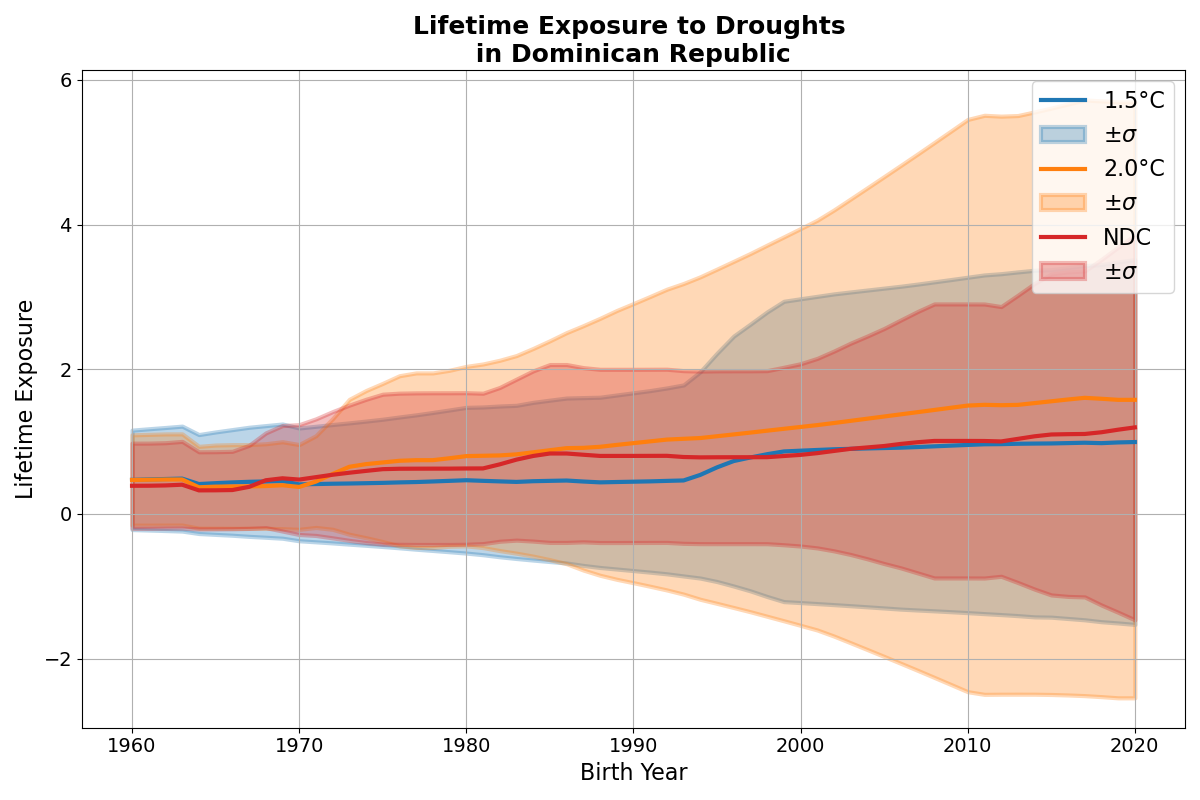 Lifetime Exposure to Droughts
in Dominican Republic
6
4
2
0
−2
Lifetime Exposure
1960
1970
1980
1990
2000
2010
2020
Birth Year
1.5°C
±σ
2.0°C
±σ
NDC
±σ